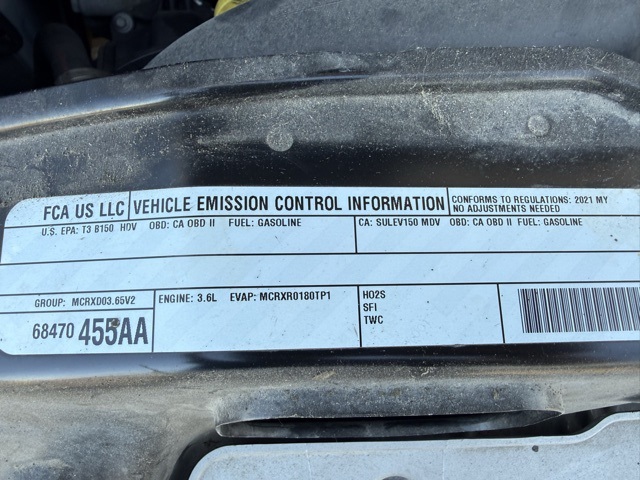 FCA US LLC VEHICLE EMISSION CONTROL INFORMATION CONFORMS TO REGULATIONS: 2021 MY
NO ADJUSTMENTS NEEDED
U.S. EPA: T3 B150 HDV OBD: CA OBD II FUEL: GASOLINE CA: SULEV150 MDV OBD: CA OBD II FUEL: GASOLINE
GROUP: MCRXD03.65V2 ENGINE: 3.6L EVAP: MCRXR0180TP1 HO2S
SFI
TWC
68470 455AA